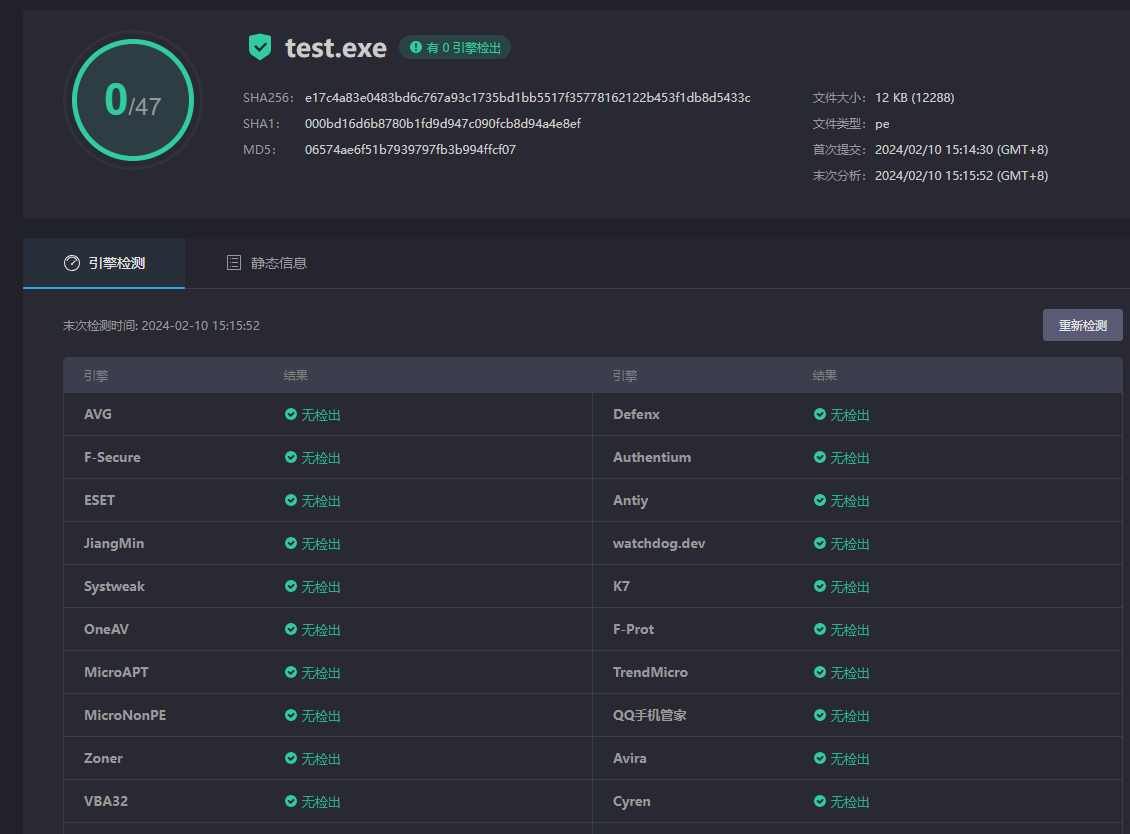 test.exe 有 0 引擎检出
0/47
SHA256: e17c4a83e0483bd6c767a93c1735bd1bb5517f35778162122b453f1db8d5433c 文件大小: 12 KB (12288)
SHA1: 000bd16d6b8780b1fd9d947c090fcb8d94a4e8ef 文件类型: pe
MD5: 06574ae6f51b7939797fb3b994ffcf07 首次提交: 2024/02/10 15:14:30 (GMT+8)
末次分析: 2024/02/10 15:15:52 (GMT+8)
引擎检测 静态信息
末次检测时间: 2024-02-10 15:15:52 重新检测
引擎 结果 引擎 结果
AVG 无检出 Defenx 无检出
F-Secure 无检出 Authentium 无检出
ESET 无检出 Antiy 无检出
JiangMin 无检出 watchdog.dev 无检出
Systweak 无检出 K7 无检出
OneAV 无检出 F-Prot 无检出
MicroAPT 无检出 TrendMicro 无检出
MicroNonPE 无检出 QQ手机管家 无检出
Zoner 无检出 Avira 无检出
VBA32 无检出 Cyren 无检出